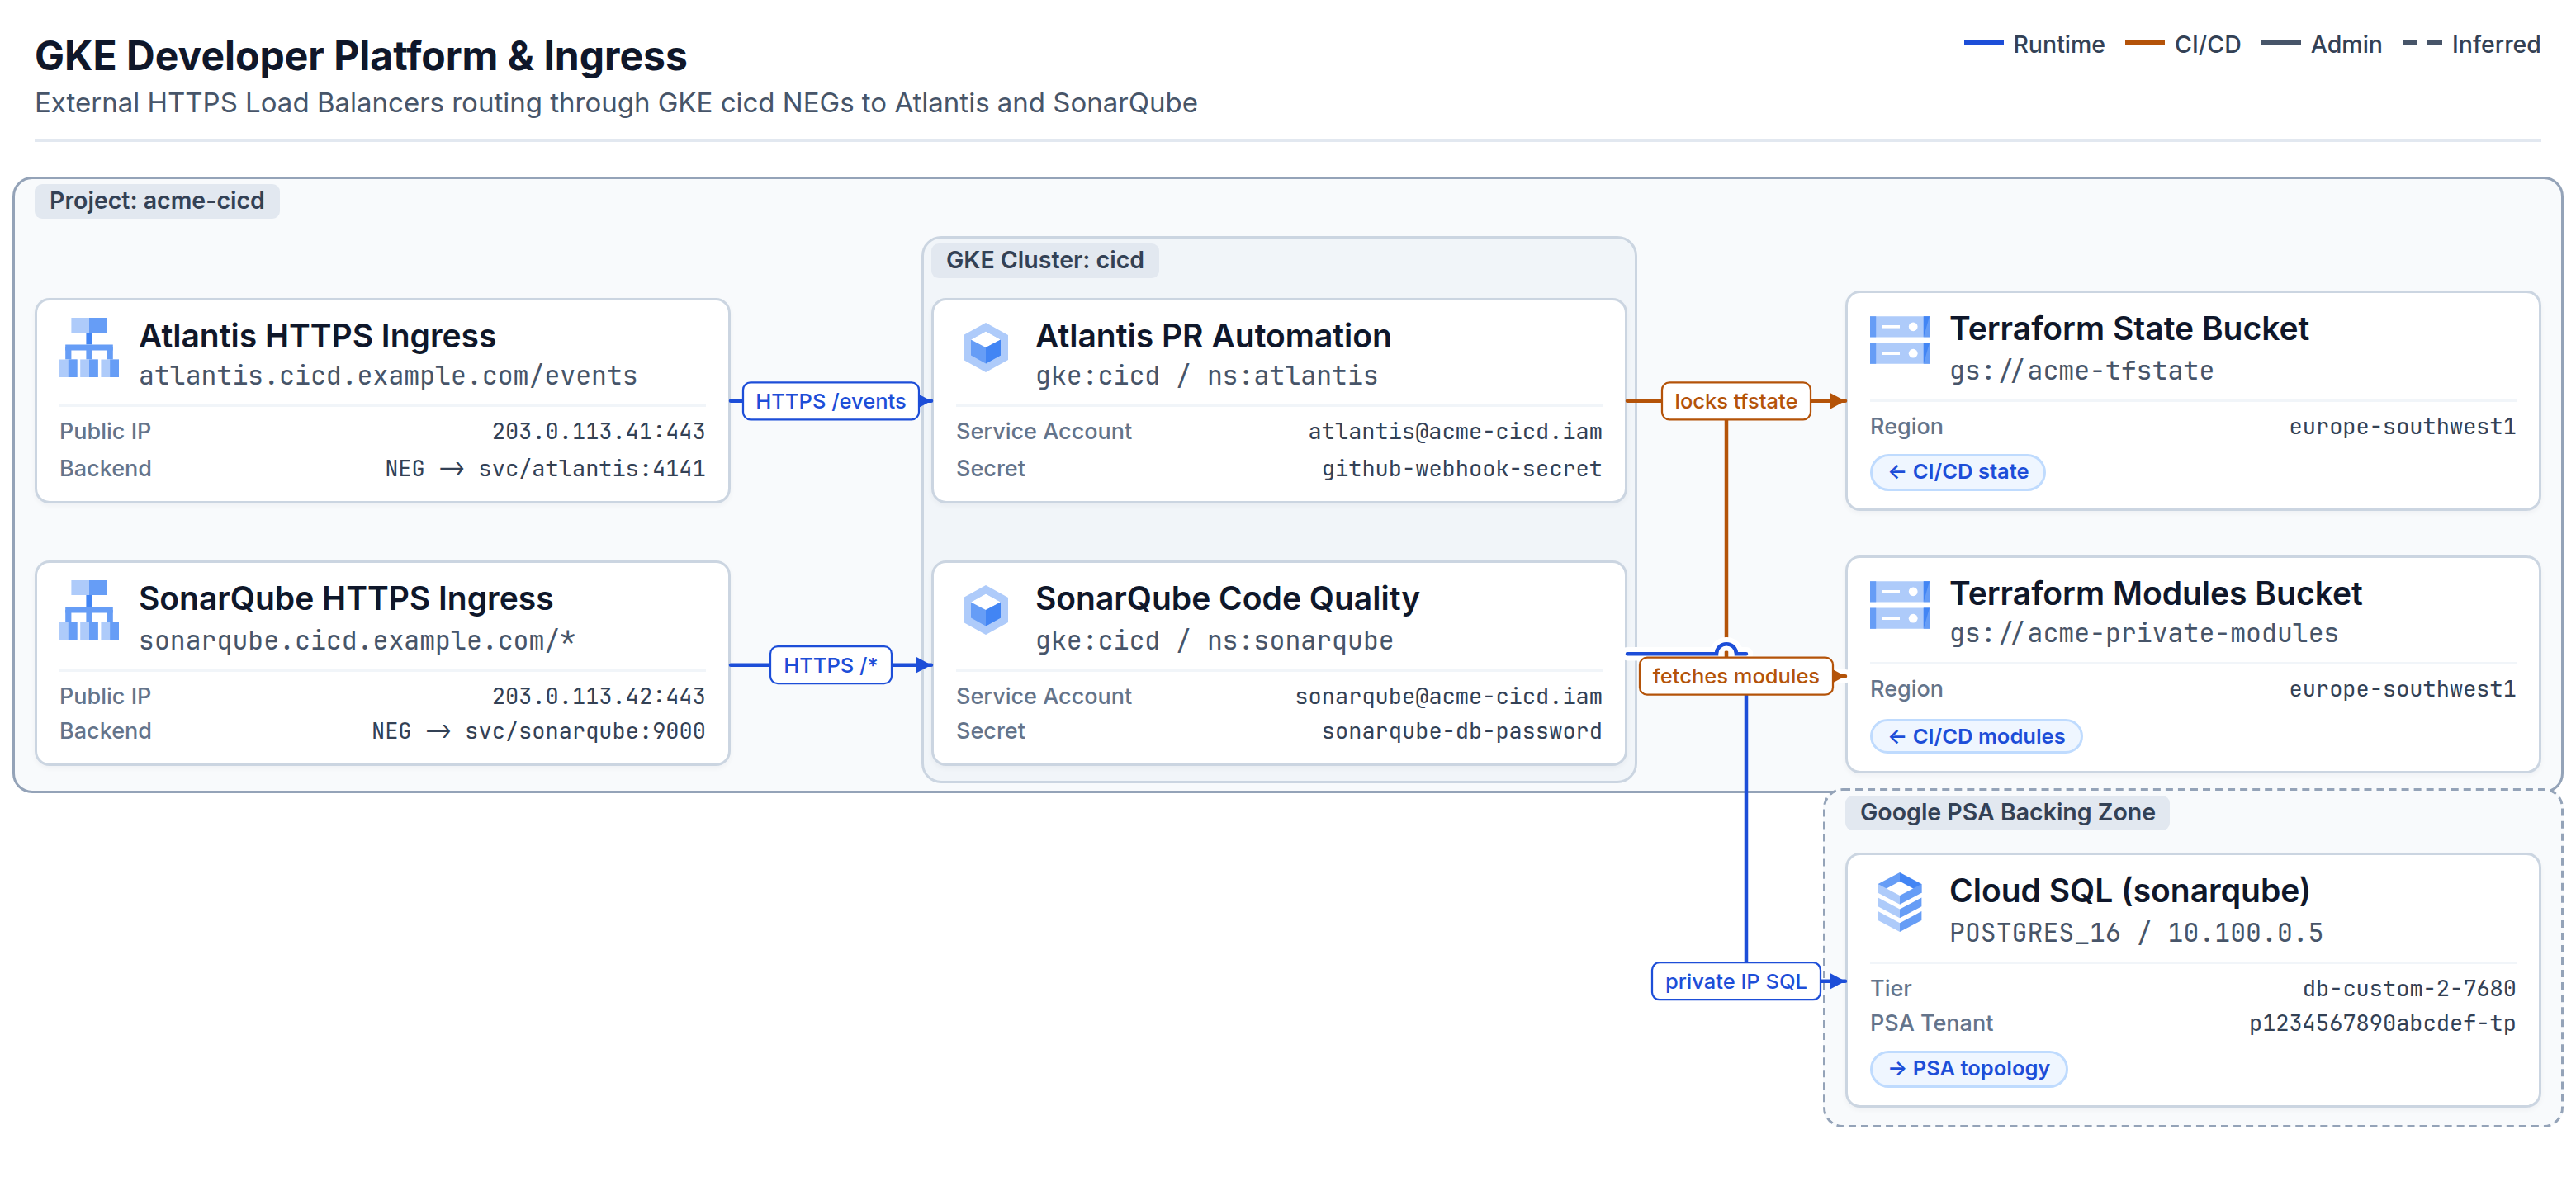 GKE Developer Platform & Ingress
External HTTPS Load Balancers routing through GKE cicd NEGs to Atlantis and SonarQube
Runtime
CI/CD
Admin
Inferred
Project: acme-cicd
GKE Cluster: cicd
Atlantis HTTPS Ingress
atlantis.cicd.example.com/events
Public IP 203.0.113.41:443
Backend NEG → svc/atlantis:4141
HTTPS /events
Atlantis PR Automation
gke:cicd / ns:atlantis
Service Account atlantis@acme-cicd.iam
Secret github-webhook-secret
locks tfstate
Terraform State Bucket
gs://acme-tfstate
Region europe-southwest1
← CI/CD state
SonarQube HTTPS Ingress
sonarqube.cicd.example.com/*
Public IP 203.0.113.42:443
Backend NEG → svc/sonarqube:9000
HTTPS /*
SonarQube Code Quality
gke:cicd / ns:sonarqube
Service Account sonarqube@acme-cicd.iam
Secret sonarqube-db-password
fetches modules
Terraform Modules Bucket
gs://acme-private-modules
Region europe-southwest1
← CI/CD modules
Google PSA Backing Zone
private IP SQL
Cloud SQL (sonarqube)
POSTGRES_16 / 10.100.0.5
Tier db-custom-2-7680
PSA Tenant p1234567890abcdef-tp
→ PSA topology